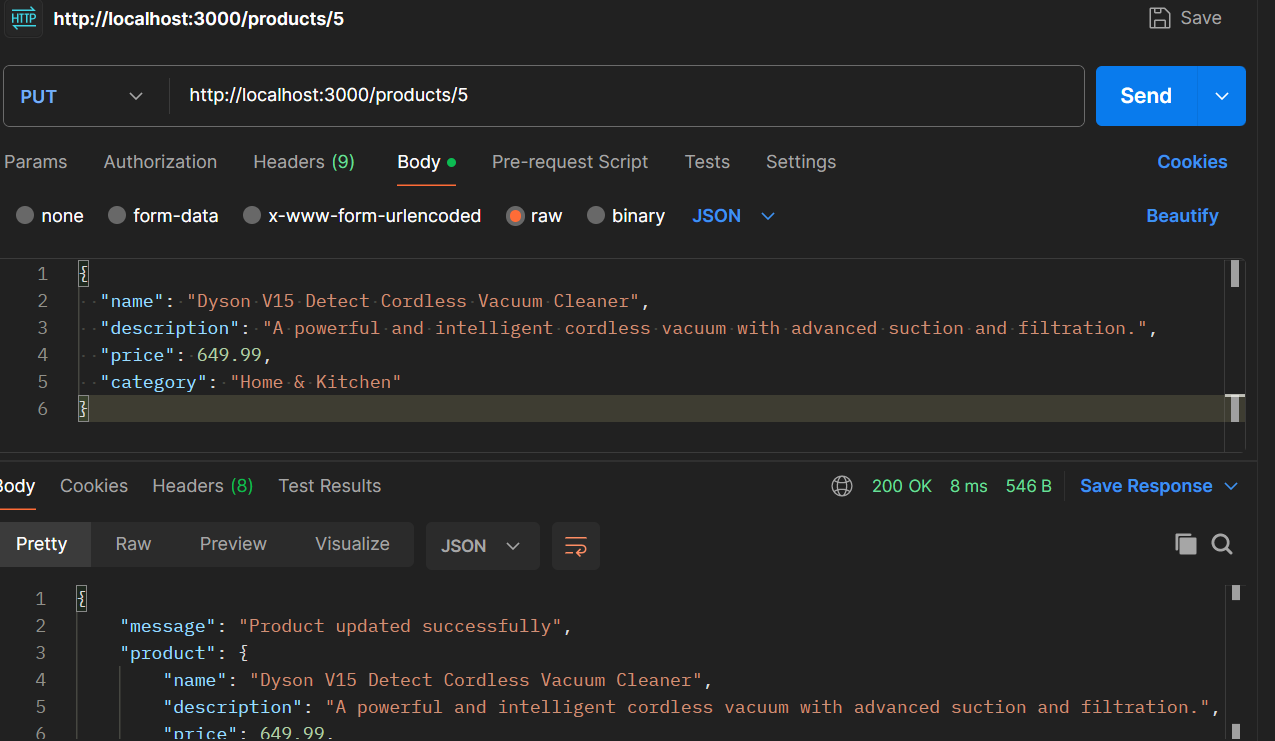 HTTP http://localhost:3000/products/5 Save
PUT http://localhost:3000/products/5 Send
Params Authorization Headers (9) Body Pre-request Script Tests Settings Cookies
none form-data x-www-form-urlencoded raw binary JSON Beautify
1 {
2 "name": "Dyson V15 Detect Cordless Vacuum Cleaner",
3 "description": "A powerful and intelligent cordless vacuum with advanced suction and filtration.",
4 "price": 649.99,
5 "category": "Home & Kitchen"
6 }
Body Cookies Headers (8) Test Results 200 OK 8 ms 546 B Save Response
Pretty Raw Preview Visualize JSON
1 {
2 "message": "Product updated successfully",
3 "product": {
4 "name": "Dyson V15 Detect Cordless Vacuum Cleaner",
5 "description": "A powerful and intelligent cordless vacuum with advanced suction and filtration.",
6 "price": 649.99,